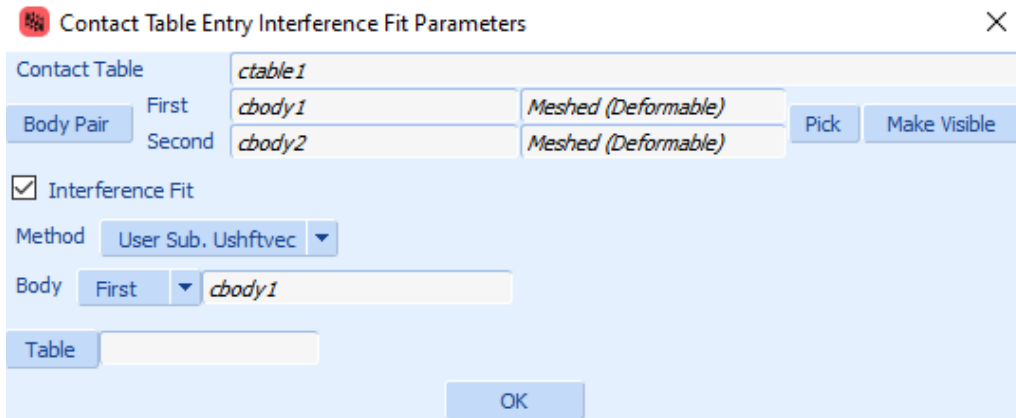 Contact Table Entry Interference Fit Parameters
Contact Table ctable1
Body Pair First cbody1 Meshed (Deformable) Pick Make Visible
Second cbody2 Meshed (Deformable)
Interference Fit
Method User Sub. Ushftvec
Body First cbody1
Table
OK